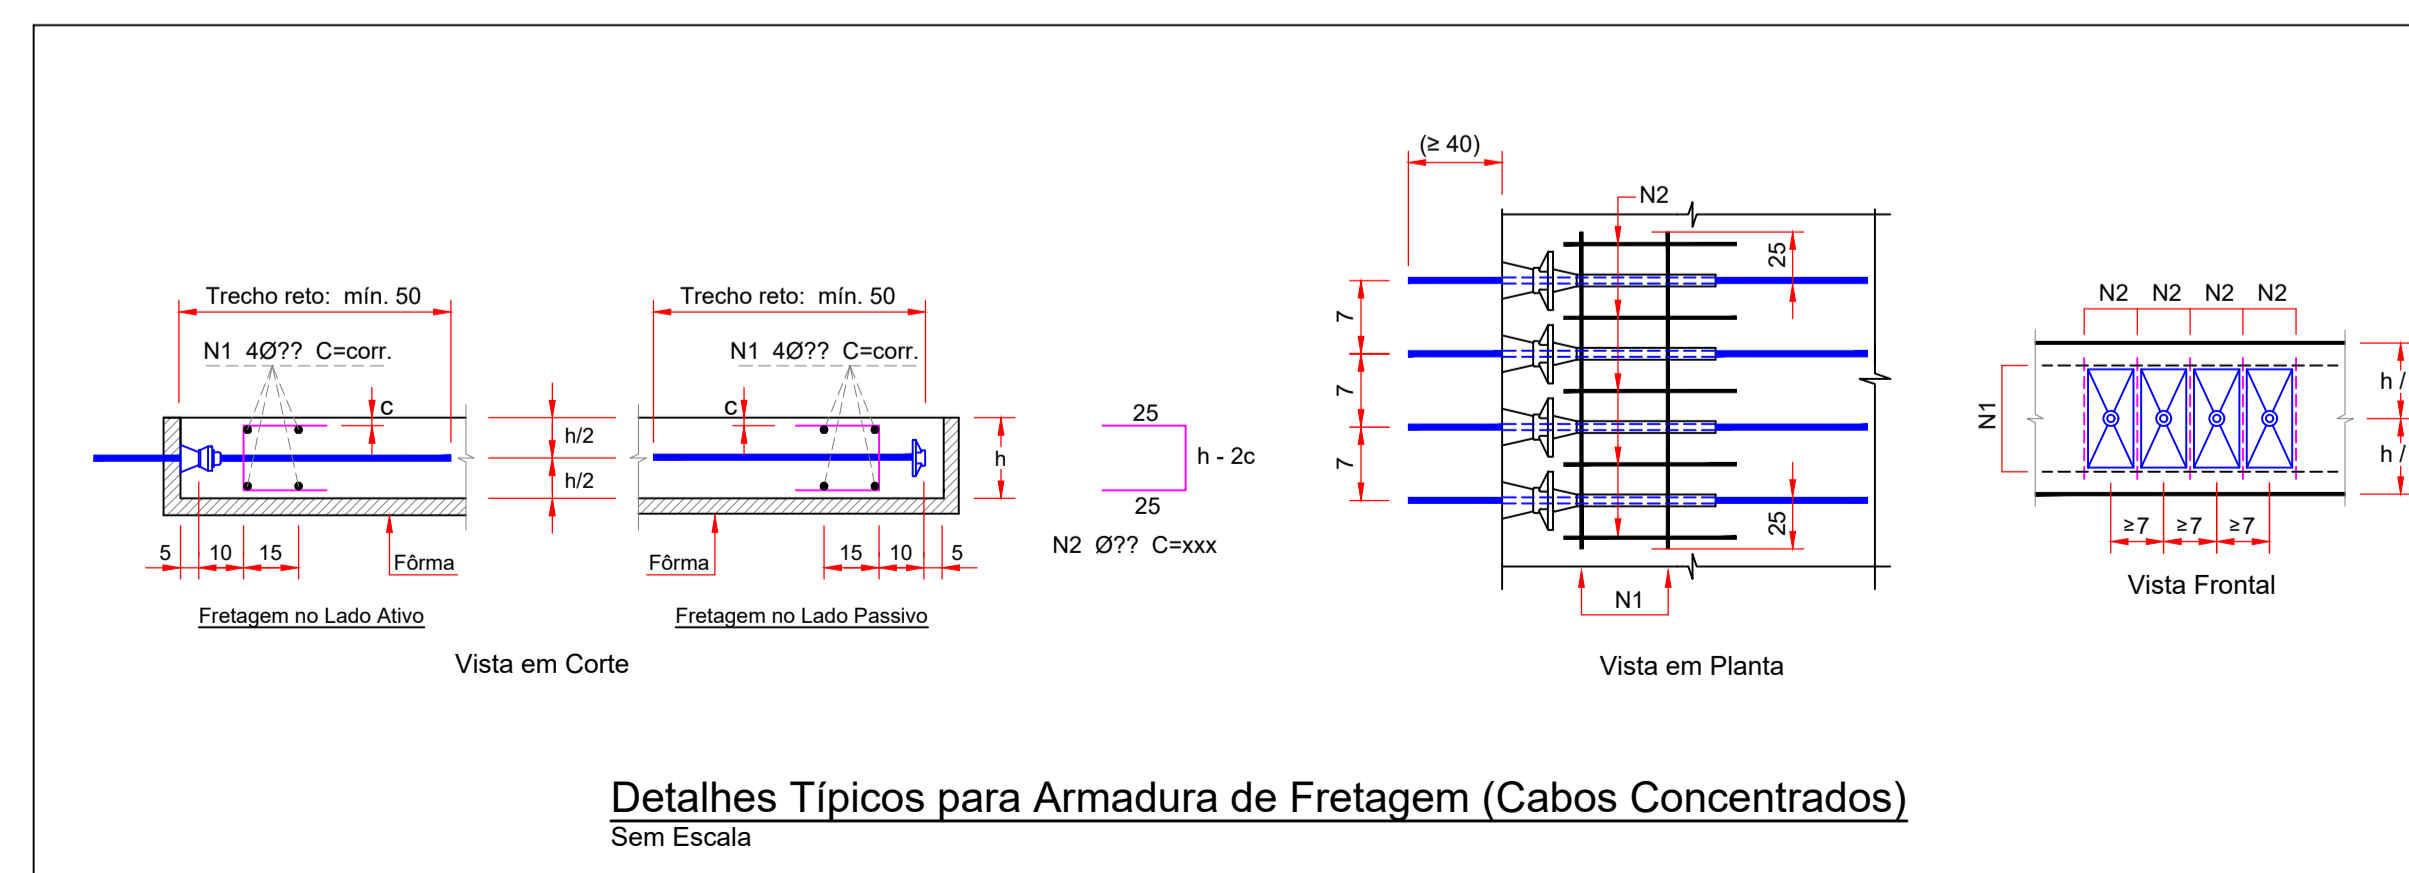 Trecho reto: mín. 50
N1 4Ø?? C=corr.
c
h/2
h/2
5
10
15
Fôrma
Fretagem no Lado Ativo
Trecho reto: mín. 50
N1 4Ø?? C=corr.
c
h
Fôrma
15
10
5
Fretagem no Lado Passivo
Vista em Corte
25
h - 2c
25
N2 Ø?? C=xxx
(≥ 40)
N2
25
7
7
7
25
N1
Vista em Planta
N2 N2 N2 N2
N1
h /
h /
≥7 ≥7 ≥7
Vista Frontal
Detalhes Típicos para Armadura de Fretagem (Cabos Concentrados)
Sem Escala